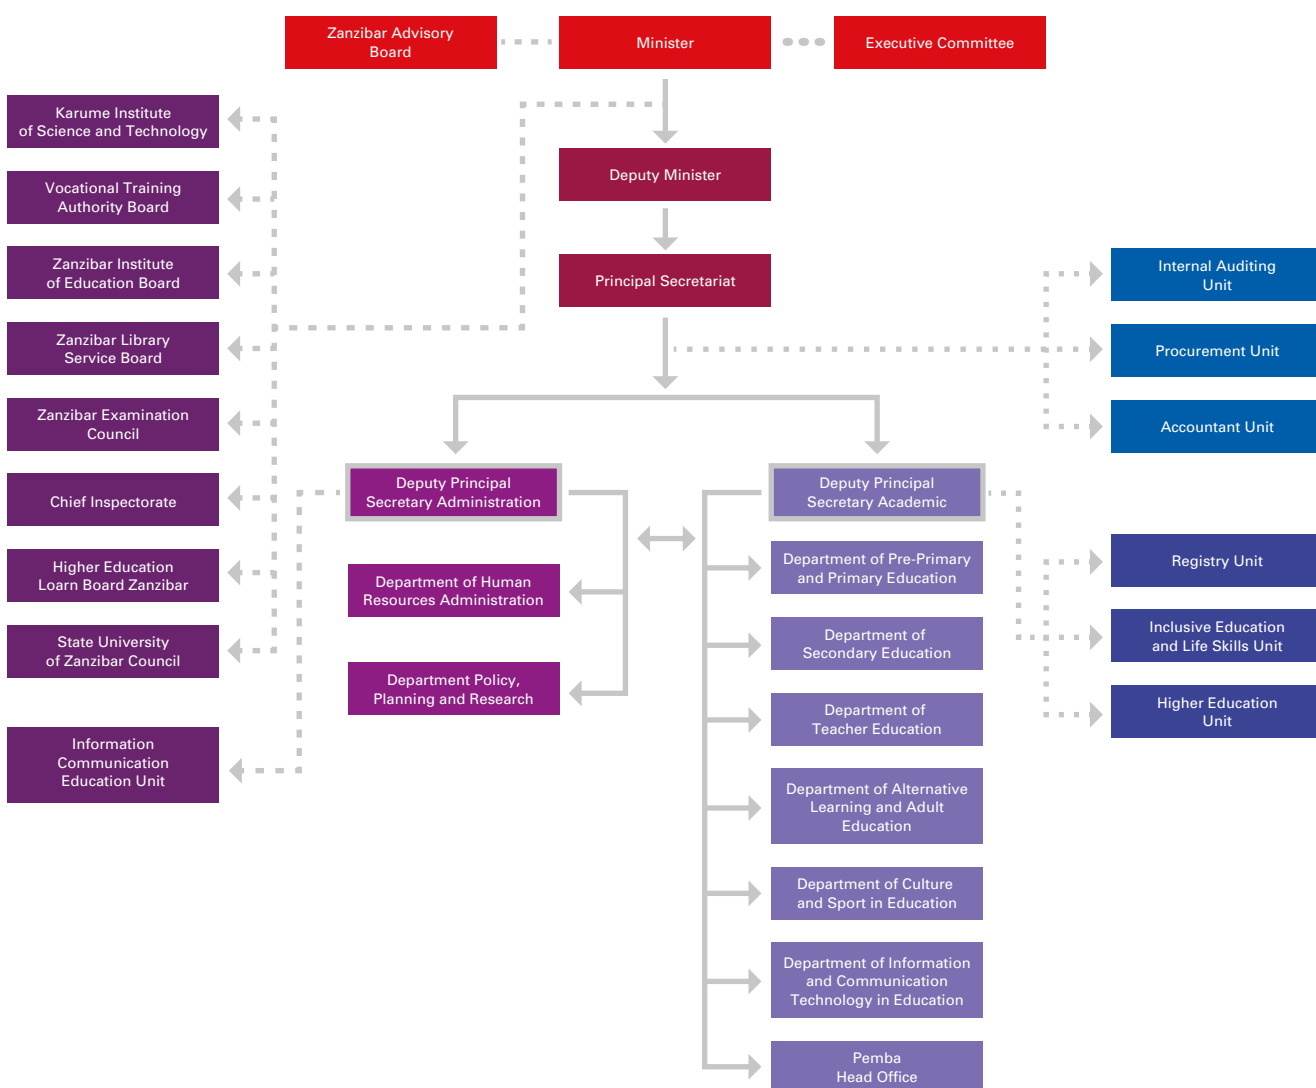 Zanzibar Advisory
Board
Minister
Executive Committee
Karume Institute
of Science and Technology
Vocational Training
Authority Board
Zanzibar Institute
of Education Board
Zanzibar Library
Service Board
Zanzibar Examination
Council
Chief Inspectorate
Higher Education
Loarn Board Zanzibar
State University
of Zanzibar Council
Information
Communication
Education Unit
Deputy Minister
Principal Secretariat
Internal Auditing
Unit
Procurement Unit
Accountant Unit
Deputy Principal
Secretary Administration
Department of Human
Resources Administration
Department Policy,
Planning and Research
Deputy Principal
Secretary Academic
Department of Pre-Primary
and Primary Education
Department of
Secondary Education
Department of
Teacher Education
Department of Alternative
Learning and Adult
Education
Department of Culture
and Sport in Education
Department of Information
and Communication
Technology in Education
Pemba
Head Office
Registry Unit
Inclusive Education
and Life Skills Unit
Higher Education
Unit